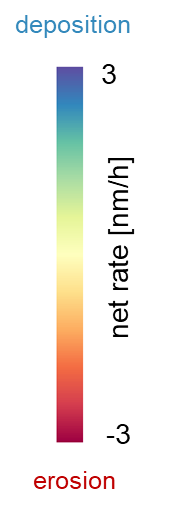 deposition
3
net rate [nm/h]
-3
erosion